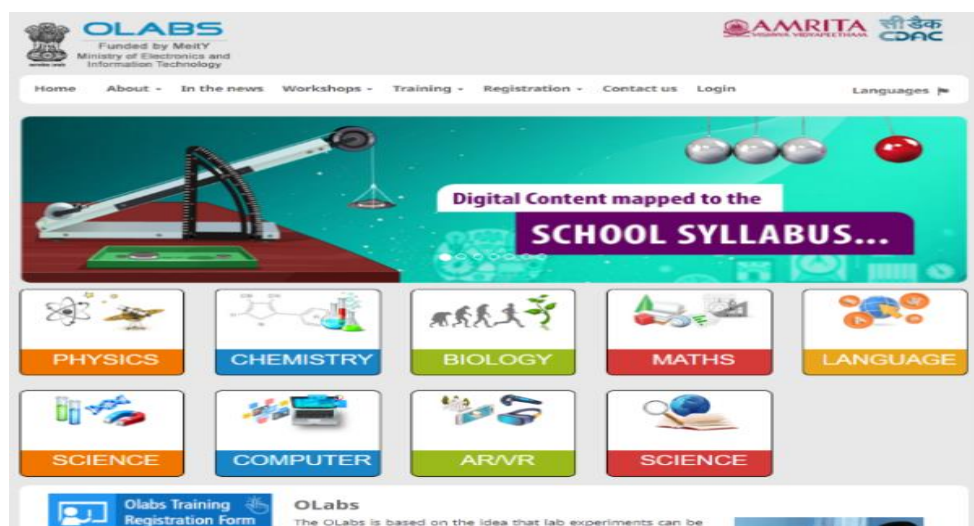 OLABS
Funded by MeitY
Ministry of Electronics and
Information Technology
AMRITA
VISHWA VIDYAPEETHAM
सी डैक
CDAC
Home About In the news Workshops Training Registration Contact us Login Languages
Digital Content mapped to the
SCHOOL SYLLABUS...
PHYSICS CHEMISTRY BIOLOGY MATHS LANGUAGE
SCIENCE COMPUTER AR/VR SCIENCE
Olabs Training
Registration Form
OLabs
The OLabs is based on the idea that lab experiments can be